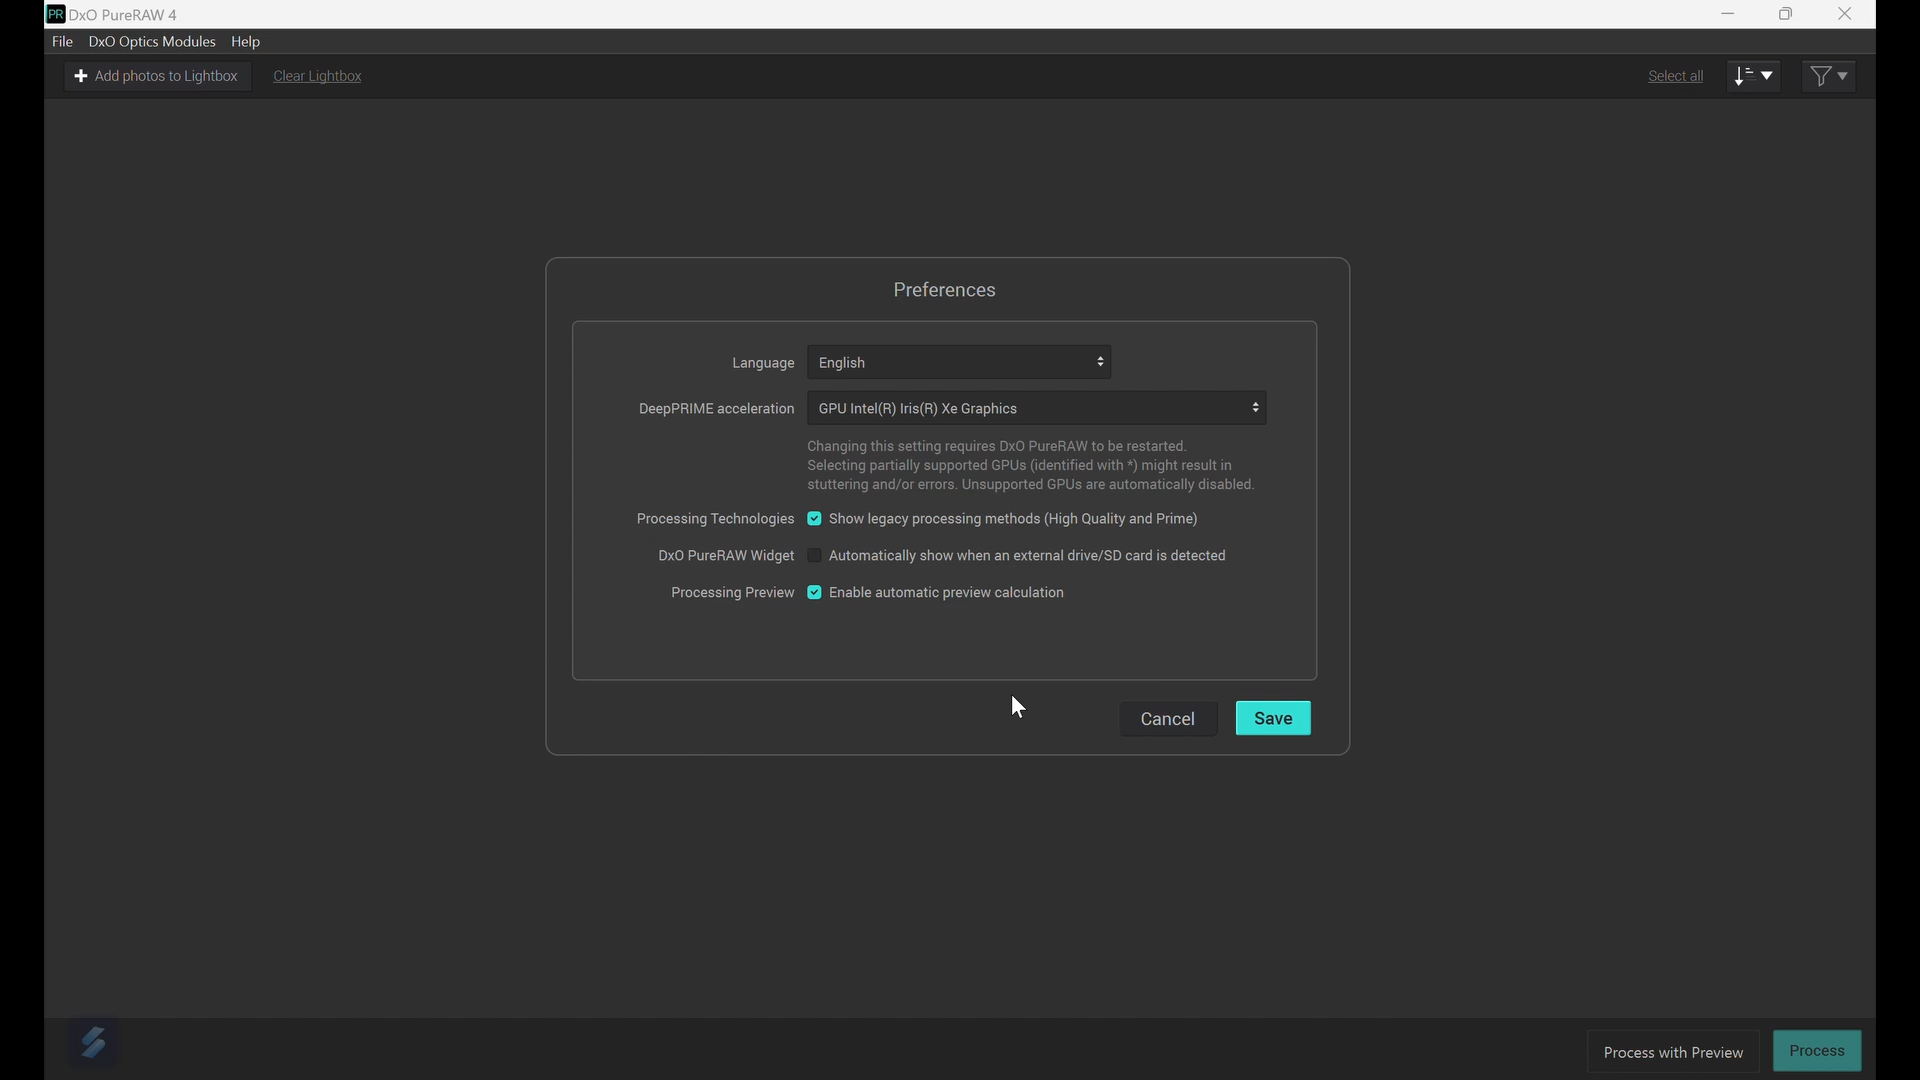 PR DxO PureRAW 4
File DxO Optics Modules Help
Add photos to Lightbox Clear Lightbox Select all
Preferences
Language English
DeepPRIME acceleration GPU Intel(R) Iris(R) Xe Graphics
Changing this setting requires DxO PureRAW to be restarted.
Selecting partially supported GPUs (identified with *) might result in
stuttering and/or errors. Unsupported GPUs are automatically disabled.
Processing Technologies Show legacy processing methods (High Quality and Prime)
DxO PureRAW Widget Automatically show when an external drive/SD card is detected
Processing Preview Enable automatic preview calculation
Cancel Save
Process with Preview Process